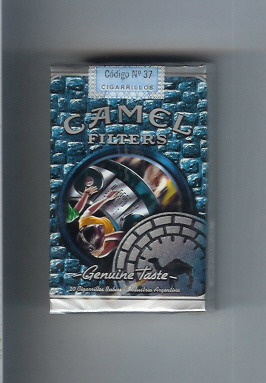 Código Nº 37
CIGARRILLOS
CAMEL
FILTERS
Genuine Taste
20 Cigarrillos Rubios - Industria Argentina